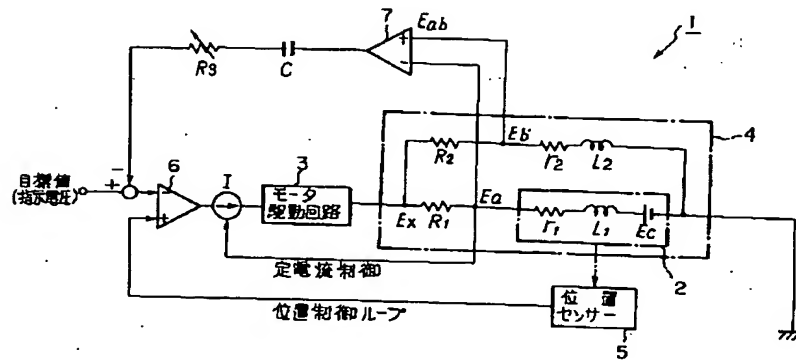 7
Eab
1
+
−
R3
C
4
Eb
R2
r2
L2
6
I
3
目標値
(指示電圧)
+
−
+
モータ
駆動回路
Ex
R1
Ea
r1
L1
Ec
2
定電流制御
位置制御ループ
位置
センサー
5